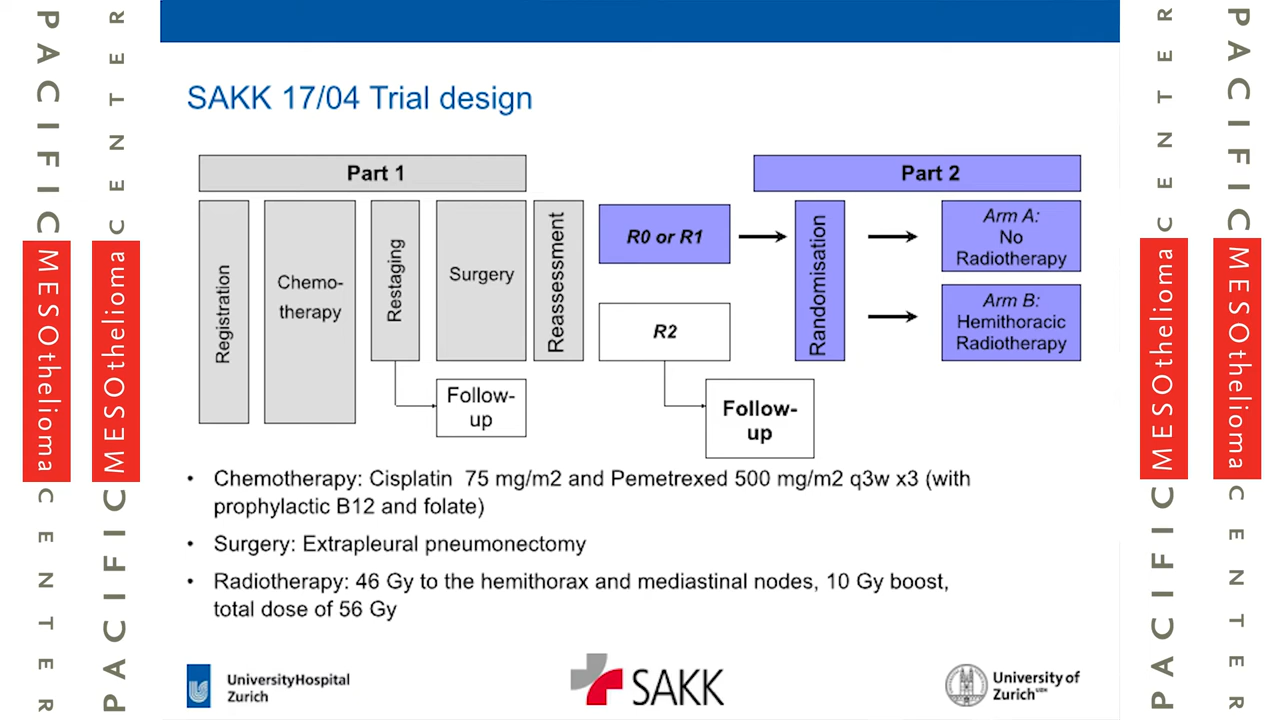 PACIFIC MESOthelioma CENTER
PACIFIC MESOthelioma CENTER
SAKK 17/04 Trial design
Part 1
Part 2
Registration
Chemo-
therapy
Restaging
Surgery
Reassessment
R0 or R1
R2
Randomisation
Arm A:
No
Radiotherapy
Arm B:
Hemithoracic
Radiotherapy
Follow-
up
Follow-
up
• Chemotherapy: Cisplatin 75 mg/m2 and Pemetrexed 500 mg/m2 q3w x3 (with
prophylactic B12 and folate)
• Surgery: Extrapleural pneumonectomy
• Radiotherapy: 46 Gy to the hemithorax and mediastinal nodes, 10 Gy boost,
total dose of 56 Gy
UniversityHospital
Zurich
SAKK
University of
Zurich UZH
PACIFIC MESOthelioma CENTER
PACIFIC MESOthelioma CENTER